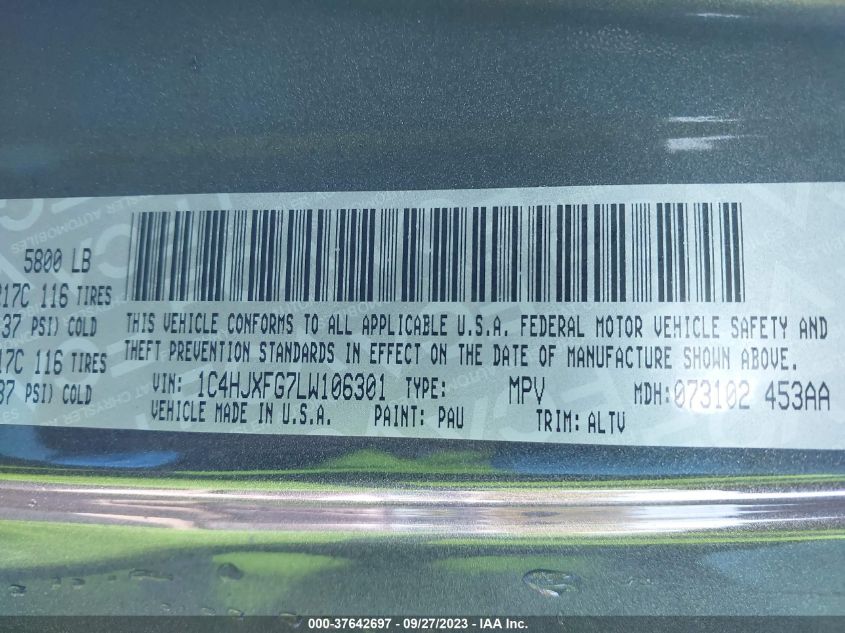 5800 LB
R17C 116 TIRES
37 PSI) COLD
17C 116 TIRES
37 PSI) COLD
THIS VEHICLE CONFORMS TO ALL APPLICABLE U.S.A. FEDERAL MOTOR VEHICLE SAFETY AND
THEFT PREVENTION STANDARDS IN EFFECT ON THE DATE OF MANUFACTURE SHOWN ABOVE.
VIN: 1C4HJXFG7LW106301 TYPE: MPV MDH: 073102 453AA
VEHICLE MADE IN U.S.A. PAINT: PAU TRIM: ALTV
000-37642697 - 09/27/2023 - IAA Inc.